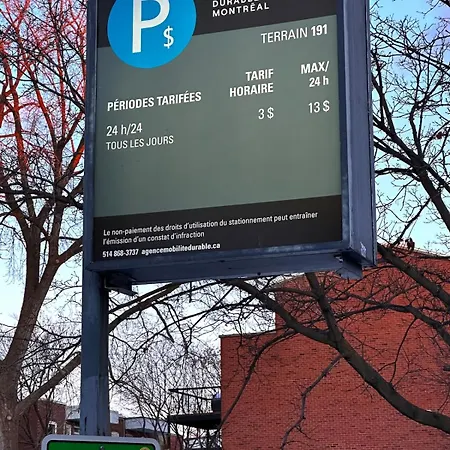 P$
MONTRÉAL
TERRAIN 191
PÉRIODES TARIFÉES
TARIF
HORAIRE
MAX/
24 h
24 h/24
TOUS LES JOURS
3 $
13 $
Le non-paiement des droits d'utilisation du stationnement peut entraîner
l'émission d'un constat d'infraction
514 868-3737 agencemobilitedurable.ca